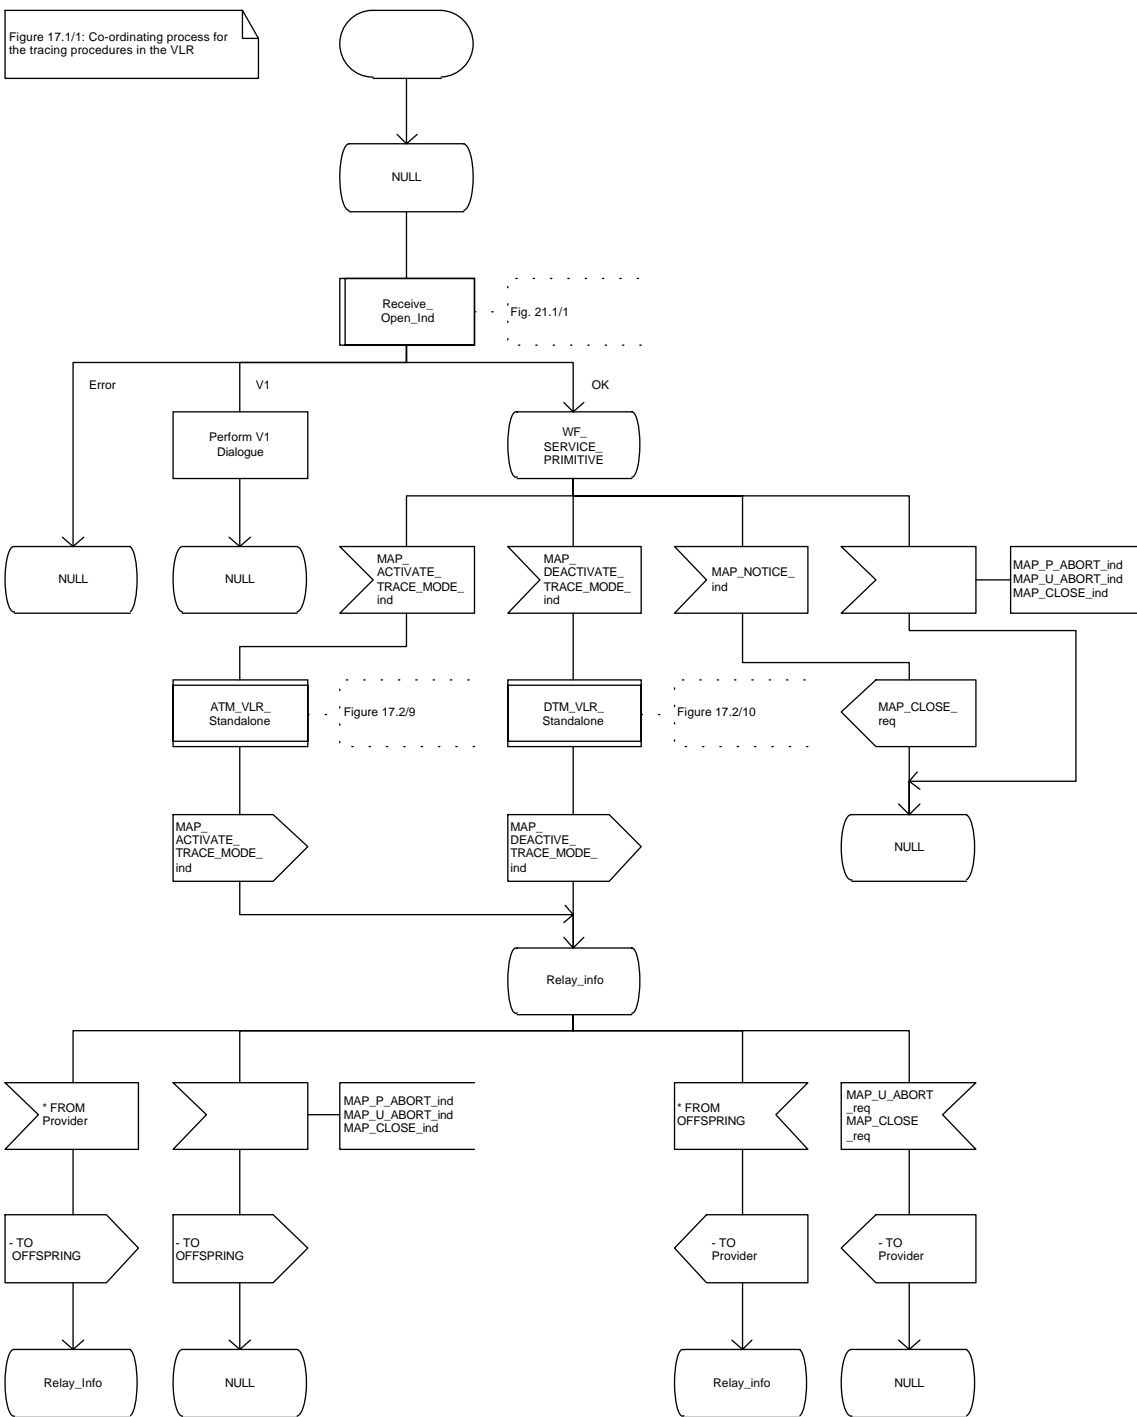 Figure 17.1/1: Co-ordinating process for
the tracing procedures in the VLR
NULL
Receive_
Open_Ind
Fig. 21.1/1
Error
V1
OK
Perform V1
Dialogue
WF_
SERVICE_
PRIMITIVE
NULL
NULL
MAP_
ACTIVATE_
TRACE_MODE_
ind
MAP_
DEACTIVATE_
TRACE_MODE_
ind
MAP_NOTICE_
ind
MAP_P_ABORT_ind
MAP_U_ABORT_ind
MAP_CLOSE_ind
ATM_VLR_
Standalone
Figure 17.2/9
DTM_VLR_
Standalone
Figure 17.2/10
MAP_CLOSE_
req
MAP_
ACTIVATE_
TRACE_MODE_
ind
MAP_
DEACTIVE_
TRACE_MODE_
ind
NULL
Relay_info
* FROM
Provider
MAP_P_ABORT_ind
MAP_U_ABORT_ind
MAP_CLOSE_ind
* FROM
OFFSPRING
MAP_U_ABORT
_req
MAP_CLOSE
_req
- TO
OFFSPRING
- TO
OFFSPRING
- TO
Provider
- TO
Provider
Relay_Info
NULL
Relay_info
NULL